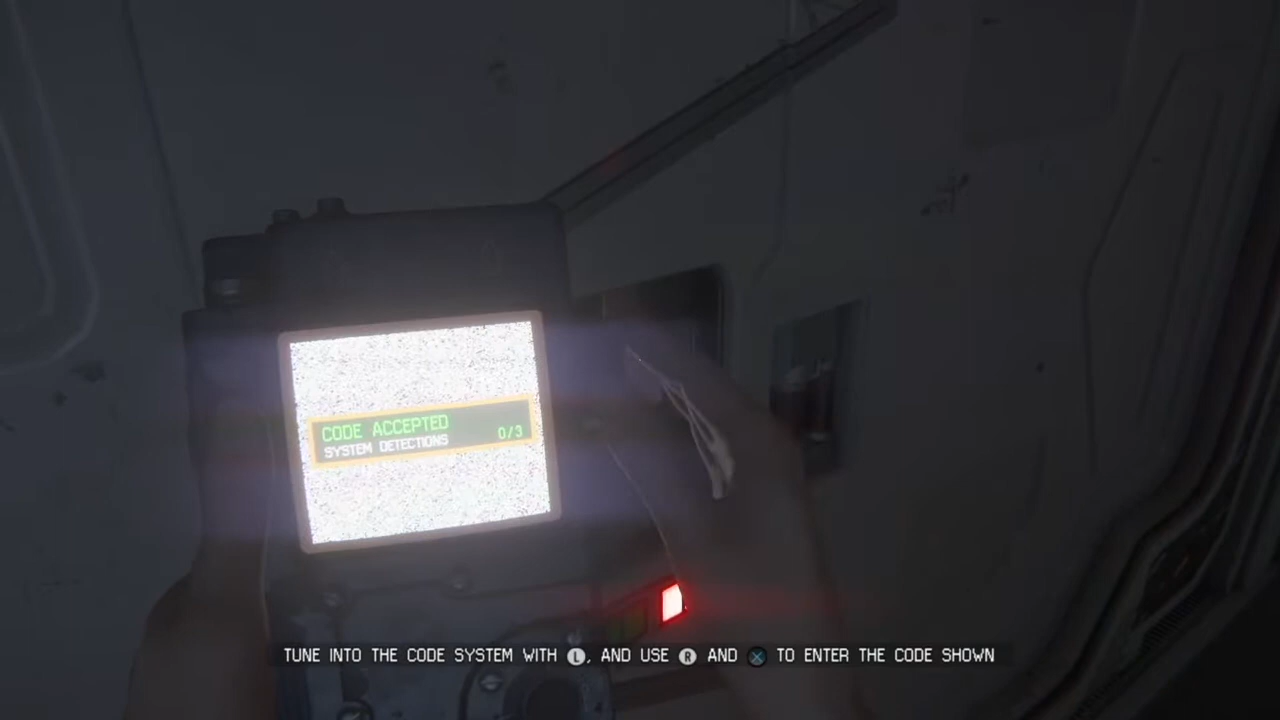 CODE ACCEPTED
SYSTEM DETECTIONS 0/3
TUNE INTO THE CODE SYSTEM WITH L, AND USE R AND X TO ENTER THE CODE SHOWN